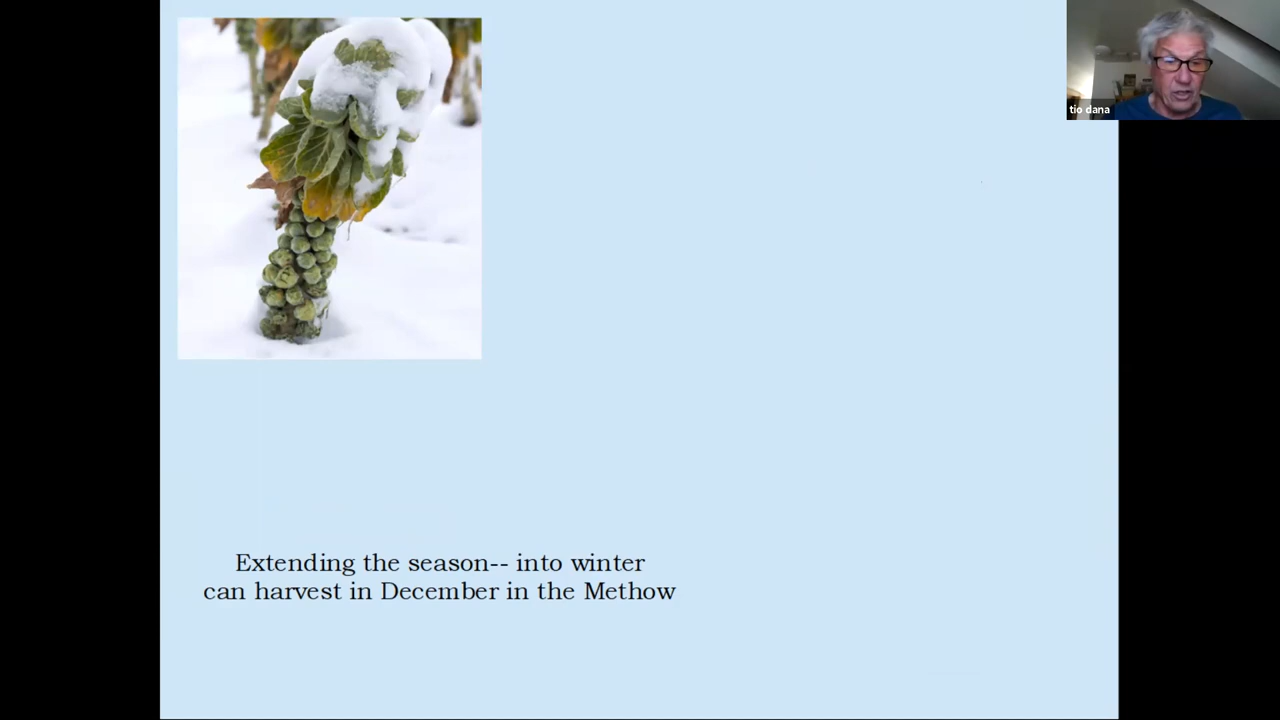 tio dana
Extending the season-- into winter
can harvest in December in the Methow